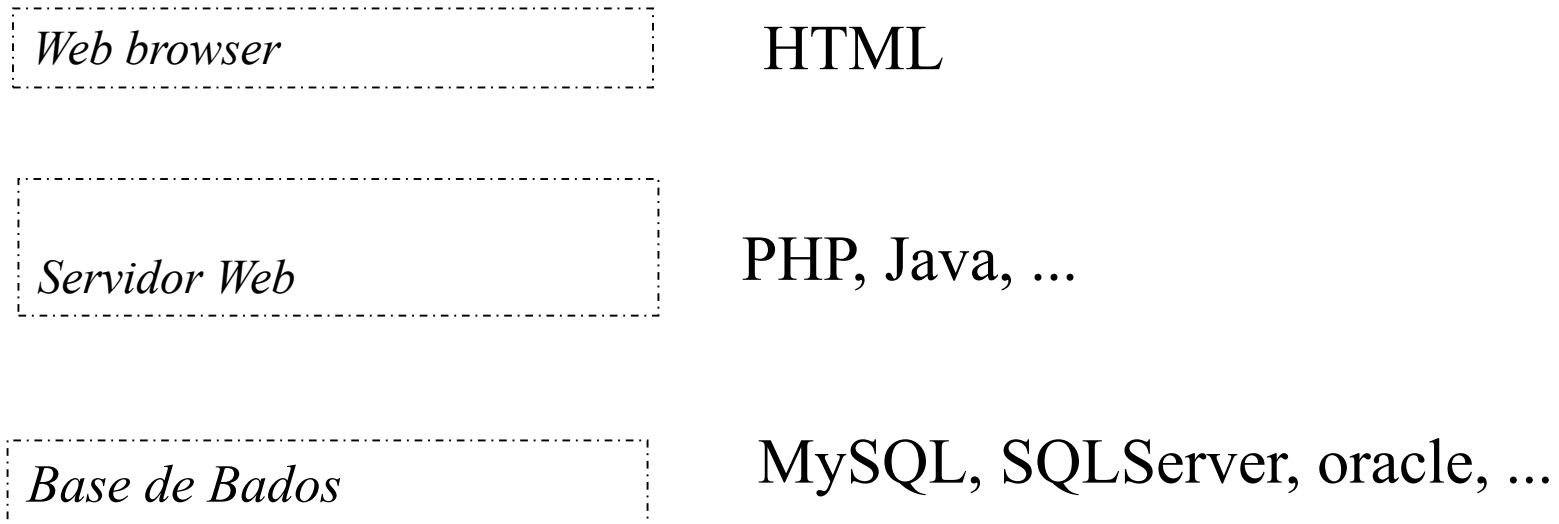 Web browser
HTML
Servidor Web
PHP, Java, ...
Base de Bados
MySQL, SQLServer, oracle, ...